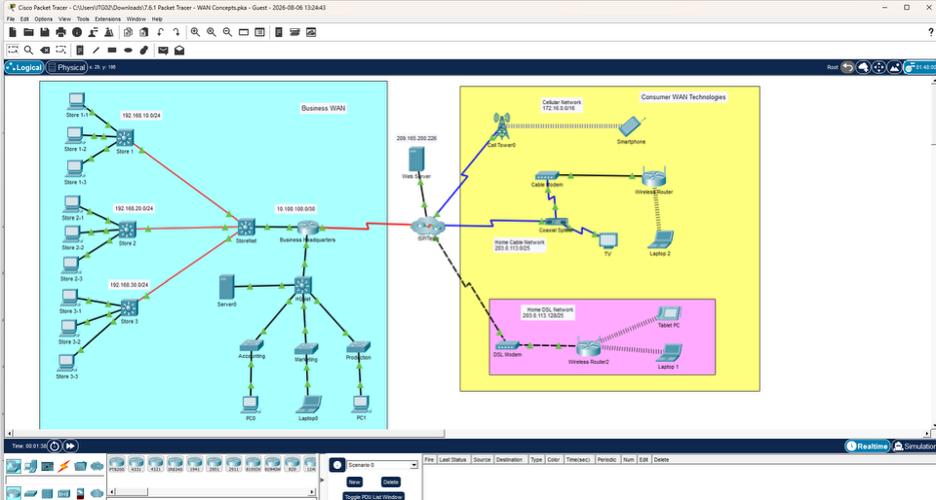 Cisco Packet Tracer - C:\Users\ITG02\Downloads\7.6.1 Packet Tracer - WAN Concepts.pka - Guest - 2026-08-06 13:24:43
File Edit Options View Tools Extensions Window Help
Logical
Physical
Root
Business WAN
Store 1-1
Store 1-2
Store 1-3
192.168.10.0/24
Store 1
Store 2-1
Store 2-2
Store 2-3
192.168.20.0/24
Store 2
Store 3-1
Store 3-2
Store 3-3
192.168.30.0/24
Store 3
StoreNet
10.100.100.0/30
Business Headquarters
Server0
Accounting
Marketing
Production
PC0
Laptop0
PC1
209.165.200.226
Web Server
Consumer WAN Technologies
Cellular Network
172.16.0.0/16
Cell Tower0
Smartphone
Cable Modem
Wireless Router
Home Cable Network
203.0.113.0/25
TV
Laptop 2
Home DSL Network
203.0.113.128/25
DSL Modem
Wireless Router2
Tablet PC
Laptop 1
Realtime
Simulation
Scenario 0
New
Delete
Toggle PDU List Window
Fire Last Status Source Destination Type Color Time(sec) Periodic Num Edit Delete